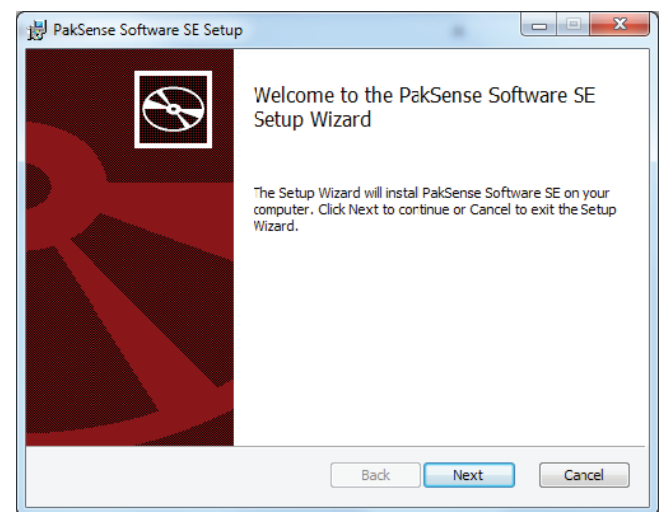 PakSense Software SE Setup
Welcome to the PakSense Software SE
Setup Wizard
The Setup Wizard will instal PakSense Software SE on your
computer. Click Next to continue or Cancel to exit the Setup
Wizard.
Back Next Cancel